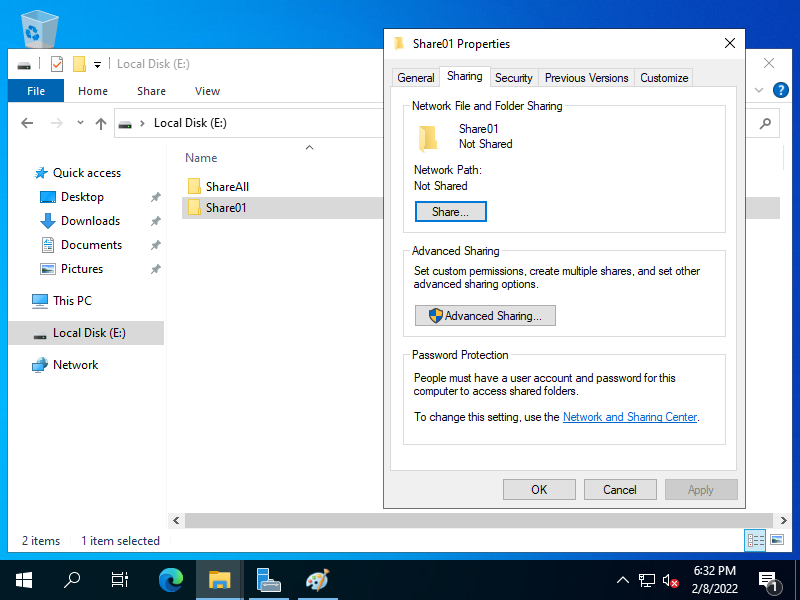 Share01 Properties
Local Disk (E:)
General
Sharing
Security
Previous Versions
Customize
File
Home
Share
View
?
Local Disk (E:)
Name
Quick access
Desktop
Downloads
Documents
Pictures
This PC
Local Disk (E:)
Network
ShareAll
Share01
Network File and Folder Sharing
Share01
Not Shared
Network Path:
Not Shared
Share...
Advanced Sharing
Set custom permissions, create multiple shares, and set other
advanced sharing options.
Advanced Sharing...
Password Protection
People must have a user account and password for this
computer to access shared folders.
To change this setting, use the Network and Sharing Center.
OK
Cancel
Apply
2 items
1 item selected
6:32 PM
2/8/2022
1